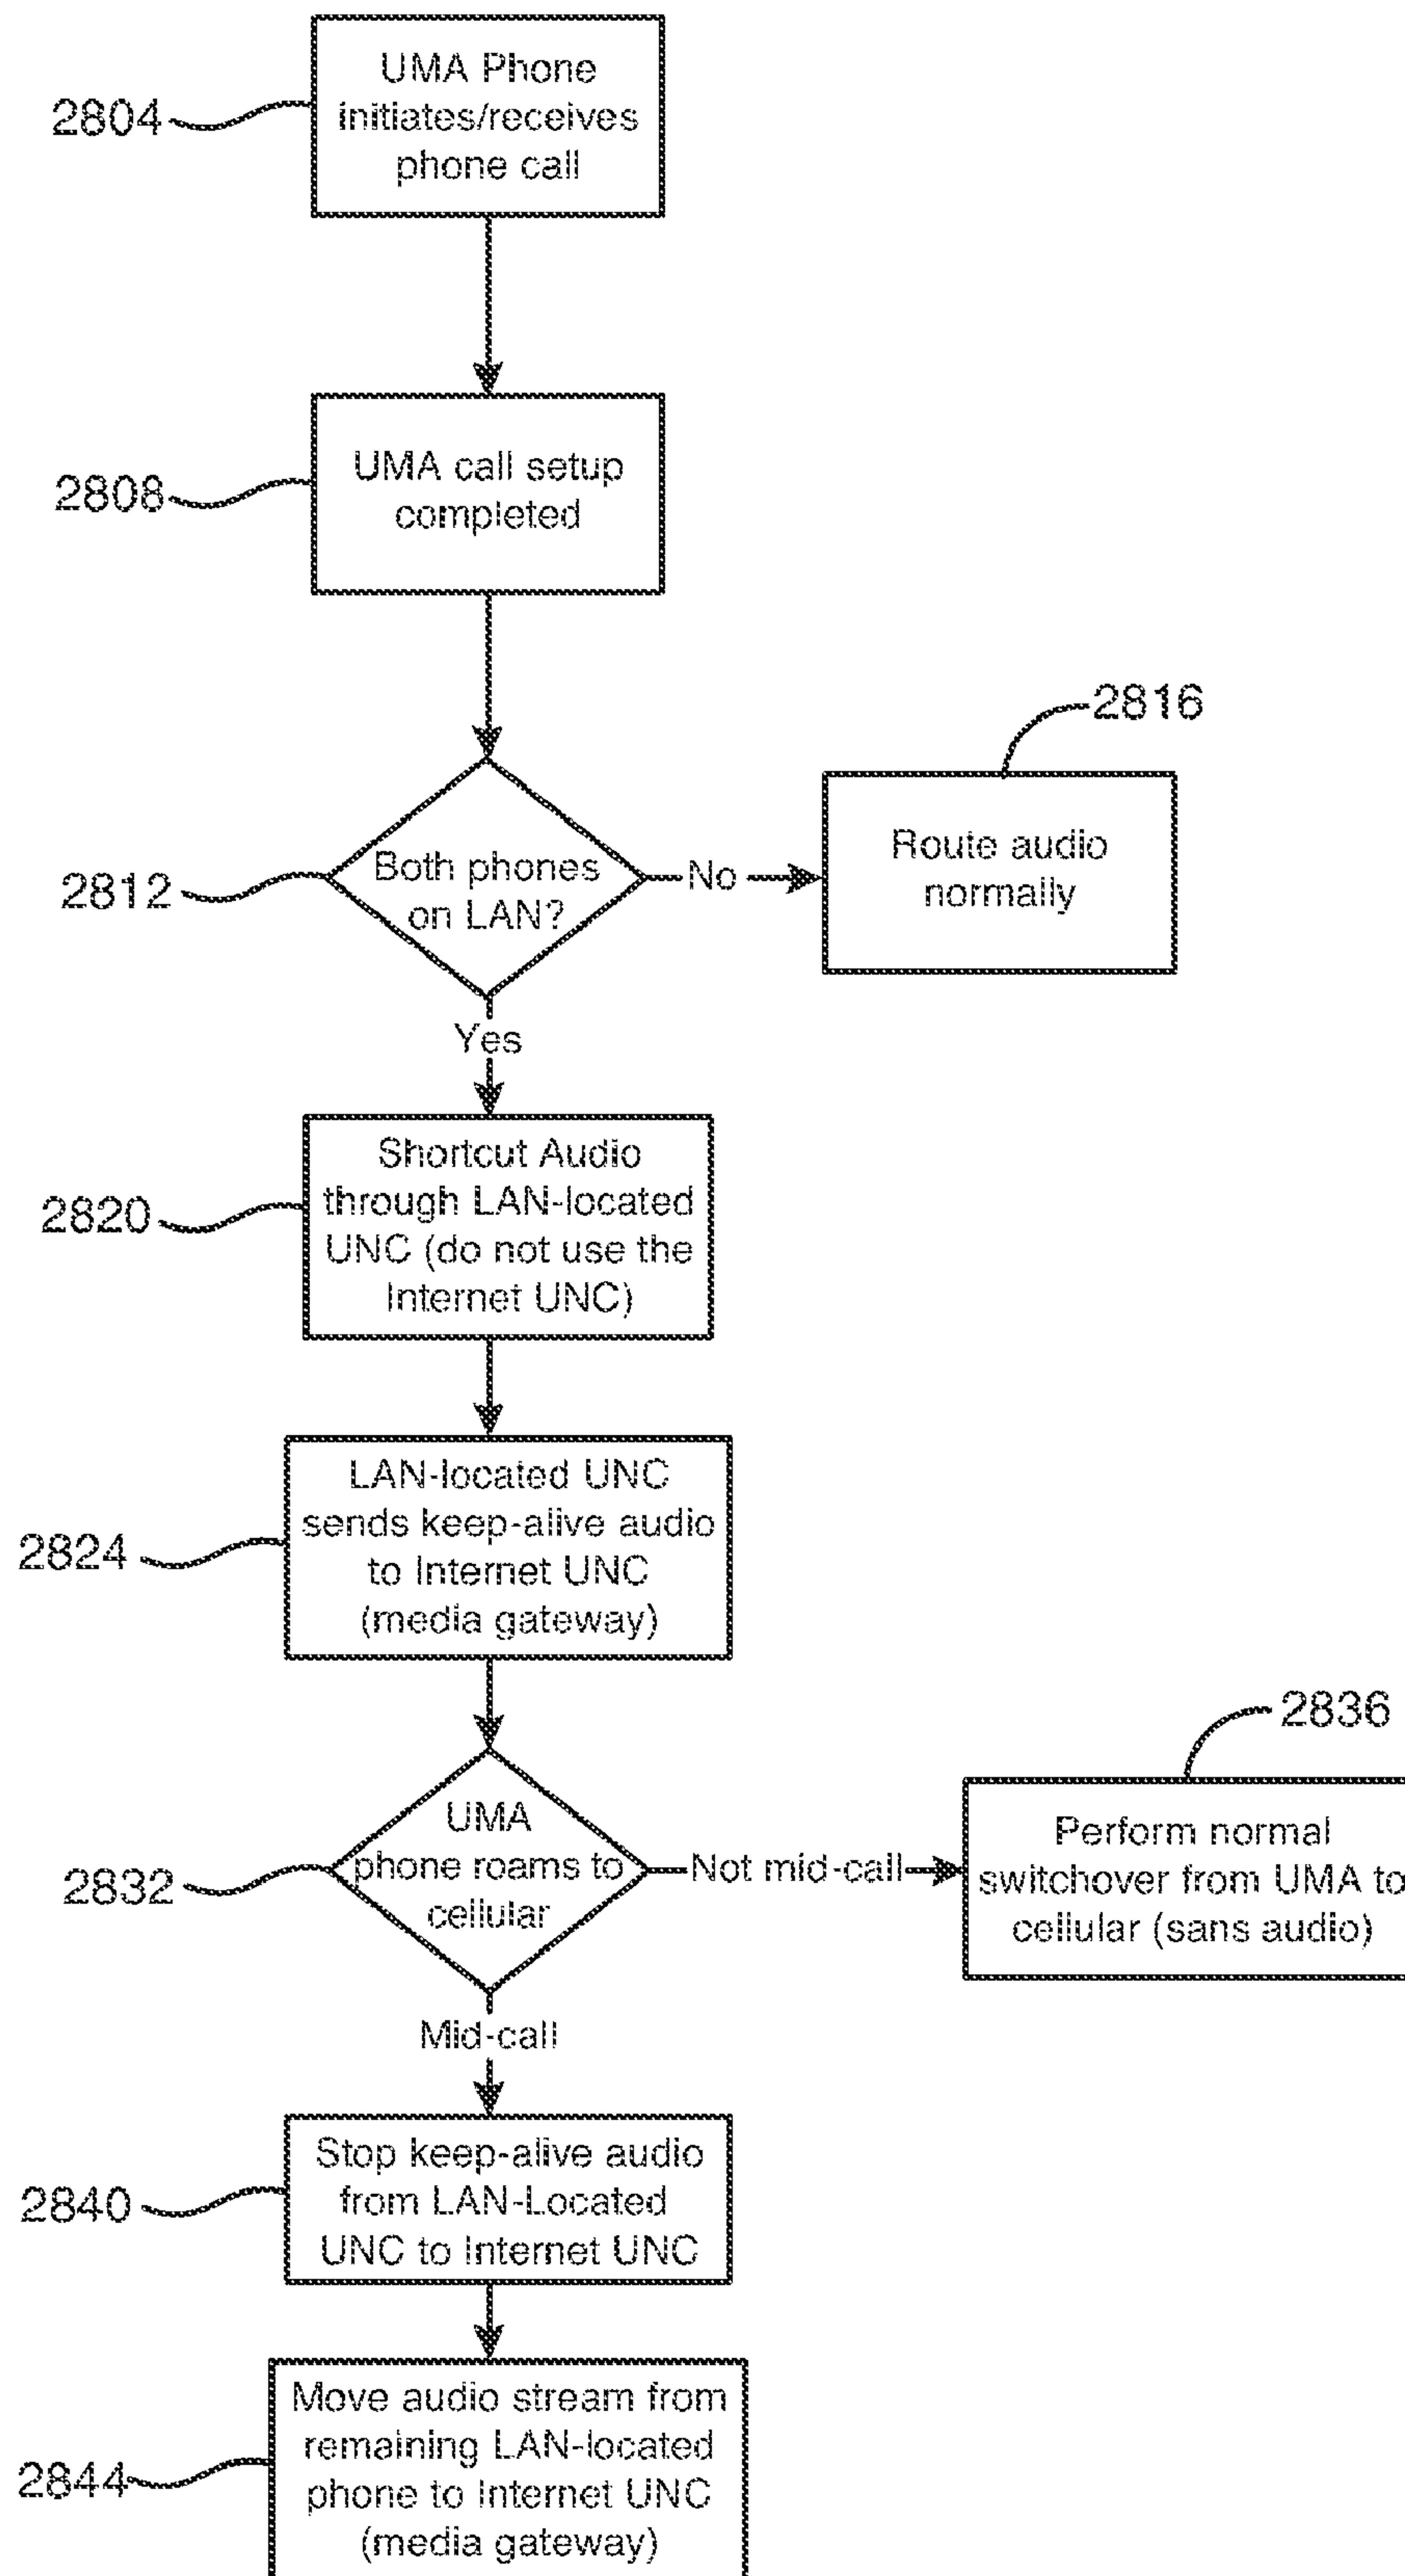 2804
UMA Phone
initiates/receives
phone call
2808
UMA call setup
completed
2812
Both phones
on LAN?
No
2816
Route audio
normally
Yes
2820
Shortcut Audio
through LAN-located
UNC (do not use the
Internet UNC)
2824
LAN-located UNC
sends keep-alive audio
to Internet UNC
(media gateway)
2832
UMA
phone roams to
cellular
Not mid-call
2836
Perform normal
switchover from UMA to
cellular (sans audio)
Mid-call
2840
Stop keep-alive audio
from LAN-Located
UNC to Internet UNC
2844
Move audio stream from
remaining LAN-located
phone to Internet UNC
(media gateway)